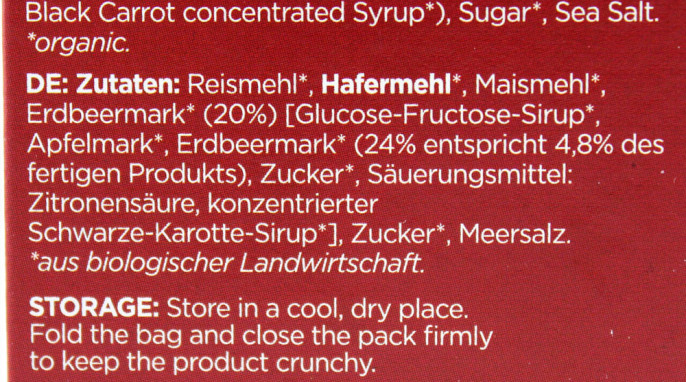 Black Carrot concentrated Syrup*), Sugar*, Sea Salt.
*organic.
DE: Zutaten: Reismehl*, Hafermehl*, Maismehl*,
Erdbeermark* (20%) [Glucose-Fructose-Sirup*,
Apfelmark*, Erdbeermark* (24% entspricht 4,8% des
fertigen Produkts), Zucker*, Säuerungsmittel:
Zitronensäure, konzentrierter
Schwarze-Karotte-Sirup*], Zucker*, Meersalz.
*aus biologischer Landwirtschaft.
STORAGE: Store in a cool, dry place.
Fold the bag and close the pack firmly
to keep the product crunchy.